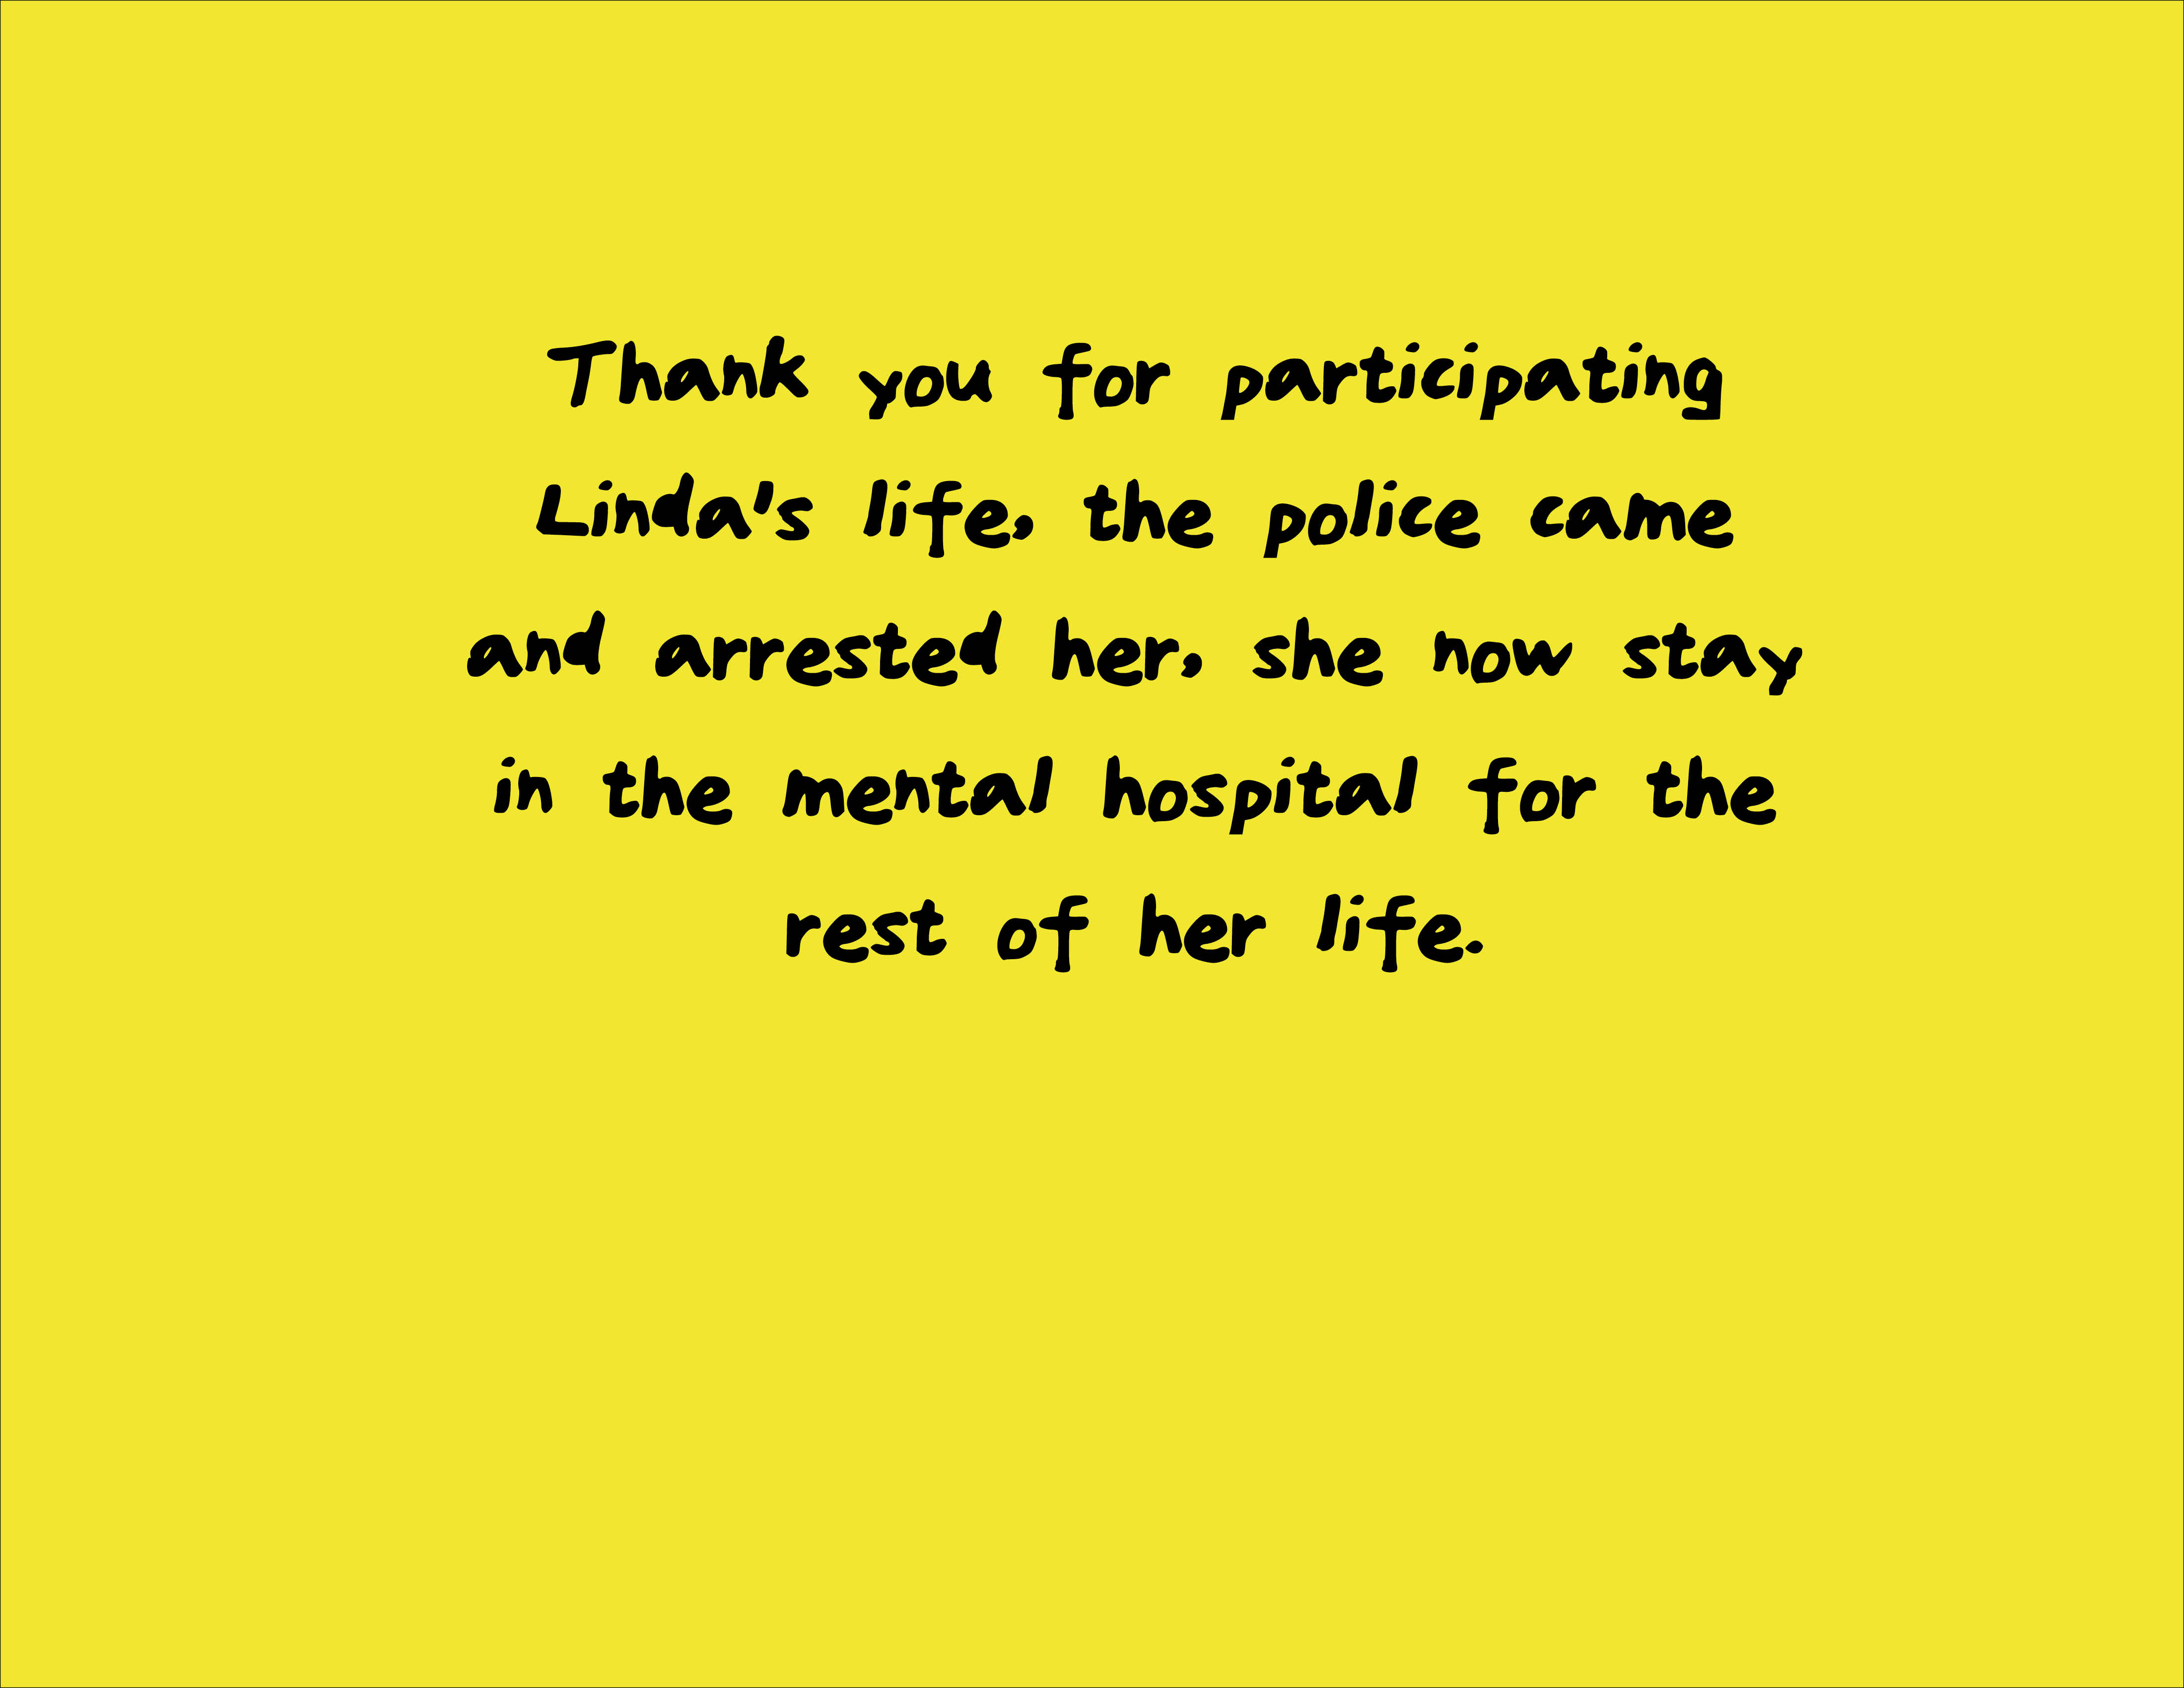 Thank you for participating
Linda's life, the police came
and arrested her, she now stay
in the mental hospital for the
rest of her life.